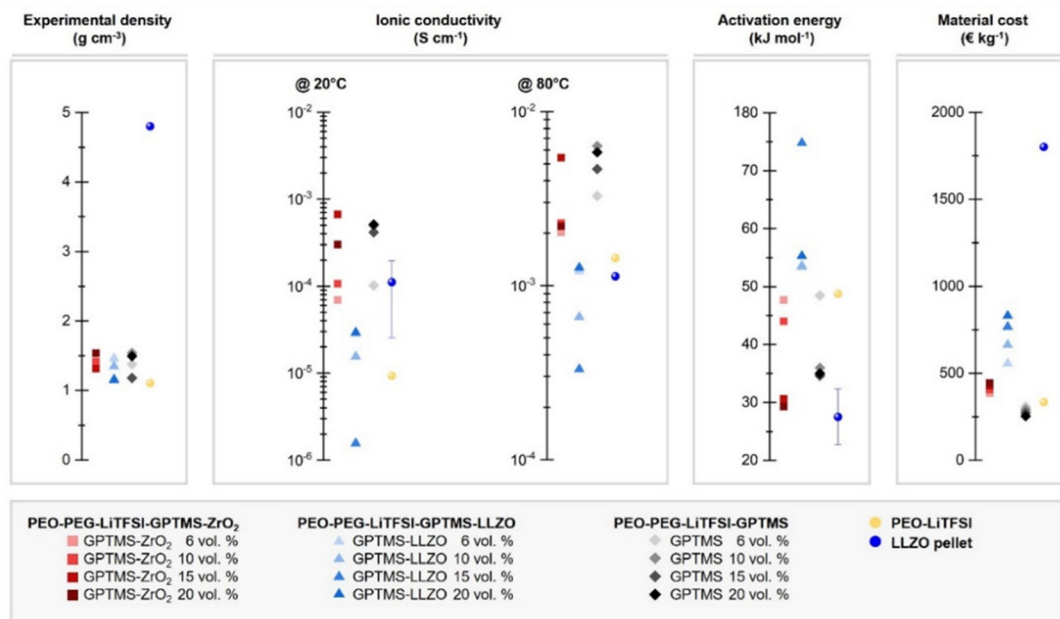 Experimental density
(g cm⁻³)
Ionic conductivity
(S cm⁻¹)
Activation energy
(kJ mol⁻¹)
Material cost
(€ kg⁻¹)
5
4
3
2
1
0
@ 20°C
10⁻²
10⁻³
10⁻⁴
10⁻⁵
10⁻⁶
@ 80°C
10⁻²
10⁻³
10⁻⁴
180
75
70
60
50
40
30
20
2000
1500
1000
500
0
PEO-PEG-LiTFSI-GPTMS-ZrO₂
GPTMS-ZrO₂ 6 vol. %
GPTMS-ZrO₂ 10 vol. %
GPTMS-ZrO₂ 15 vol. %
GPTMS-ZrO₂ 20 vol. %
PEO-PEG-LiTFSI-GPTMS-LLZO
GPTMS-LLZO 6 vol. %
GPTMS-LLZO 10 vol. %
GPTMS-LLZO 15 vol. %
GPTMS-LLZO 20 vol. %
PEO-PEG-LiTFSI-GPTMS
GPTMS 6 vol. %
GPTMS 10 vol. %
GPTMS 15 vol. %
GPTMS 20 vol. %
PEO-LiTFSI
LLZO pellet